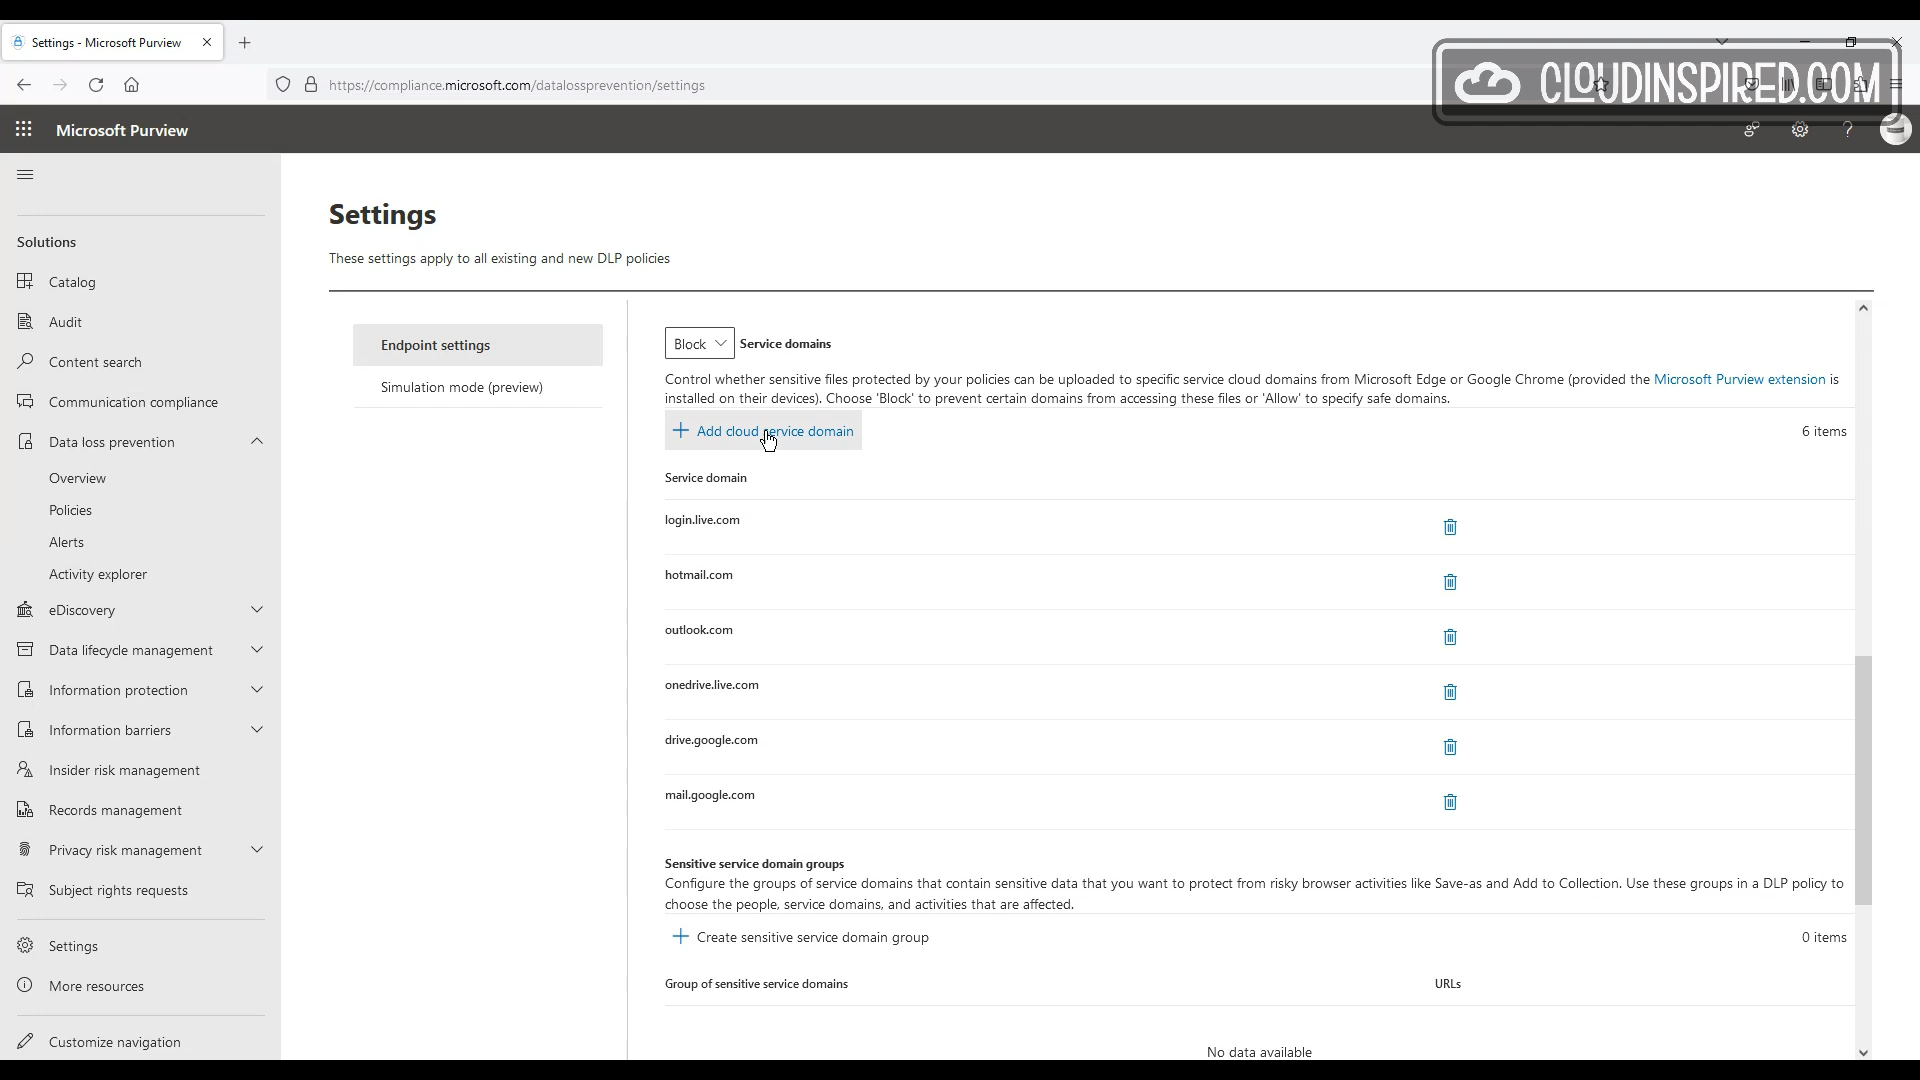 Settings - Microsoft Purview
https://compliance.microsoft.com/datalossprevention/settings
CLOUDINSPIRED.COM
Microsoft Purview
Solutions
Catalog
Audit
Content search
Communication compliance
Data loss prevention
Overview
Policies
Alerts
Activity explorer
eDiscovery
Data lifecycle management
Information protection
Information barriers
Insider risk management
Records management
Privacy risk management
Subject rights requests
Settings
More resources
Customize navigation
Settings
These settings apply to all existing and new DLP policies
Endpoint settings
Simulation mode (preview)
Block Service domains
Control whether sensitive files protected by your policies can be uploaded to specific service cloud domains from Microsoft Edge or Google Chrome (provided the Microsoft Purview extension is
installed on their devices). Choose 'Block' to prevent certain domains from accessing these files or 'Allow' to specify safe domains.
Add cloud service domain 6 items
Service domain
login.live.com
hotmail.com
outlook.com
onedrive.live.com
drive.google.com
mail.google.com
Sensitive service domain groups
Configure the groups of service domains that contain sensitive data that you want to protect from risky browser activities like Save-as and Add to Collection. Use these groups in a DLP policy to
choose the people, service domains, and activities that are affected.
Create sensitive service domain group 0 items
Group of sensitive service domains URLs
No data available